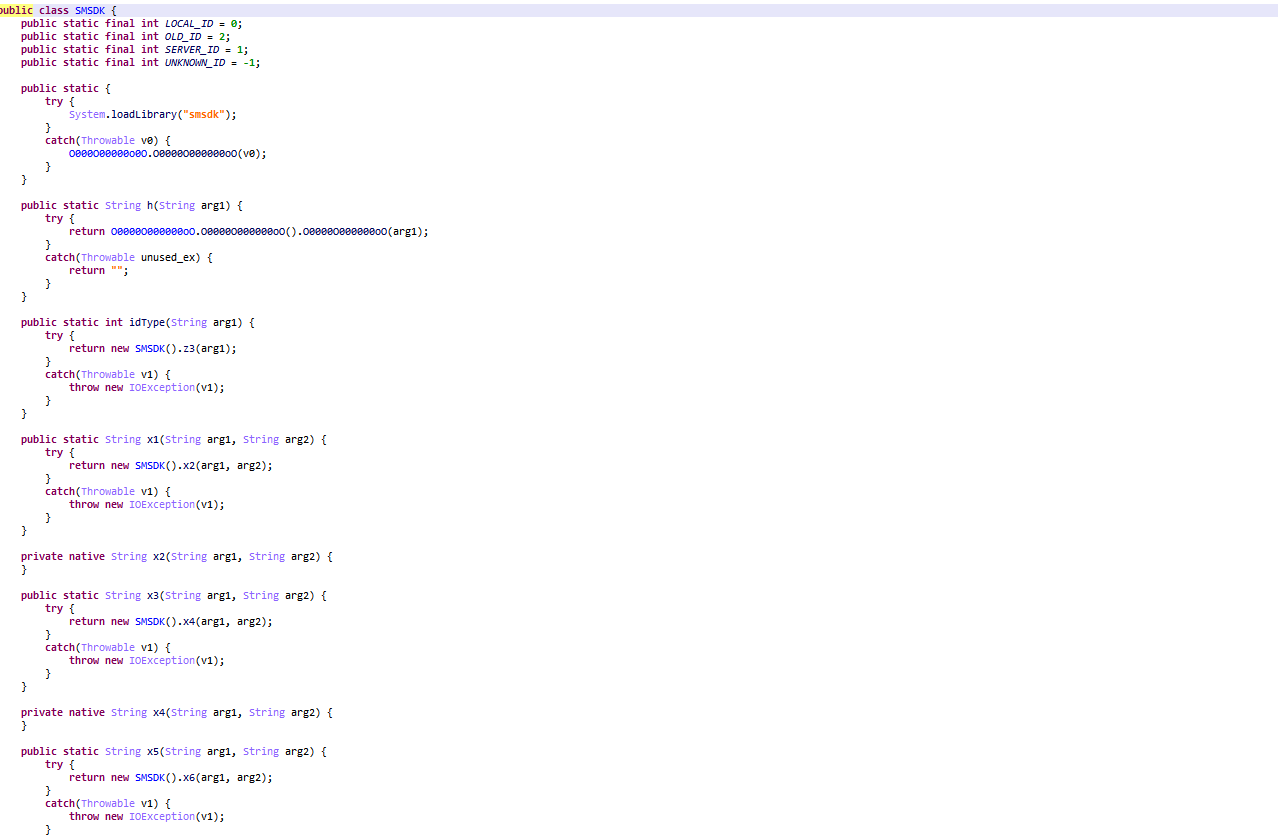 public class SMSDK {
public static final int LOCAL_ID = 0;
public static final int OLD_ID = 2;
public static final int SERVER_ID = 1;
public static final int UNKNOWN_ID = -1;
public static {
try {
System.loadLibrary("smsdk");
}
catch(Throwable v0) {
O000O00000o0O.O0000O000000oO(v0);
}
}
public static String h(String arg1) {
try {
return O0000O000000oO.O0000O000000oO().O0000O000000oO(arg1);
}
catch(Throwable unused_ex) {
return "";
}
}
public static int idType(String arg1) {
try {
return new SMSDK().z3(arg1);
}
catch(Throwable v1) {
throw new IOException(v1);
}
}
public static String x1(String arg1, String arg2) {
try {
return new SMSDK().x2(arg1, arg2);
}
catch(Throwable v1) {
throw new IOException(v1);
}
}
private native String x2(String arg1, String arg2) {
}
public static String x3(String arg1, String arg2) {
try {
return new SMSDK().x4(arg1, arg2);
}
catch(Throwable v1) {
throw new IOException(v1);
}
}
private native String x4(String arg1, String arg2) {
}
public static String x5(String arg1, String arg2) {
try {
return new SMSDK().x6(arg1, arg2);
}
catch(Throwable v1) {
throw new IOException(v1);
}